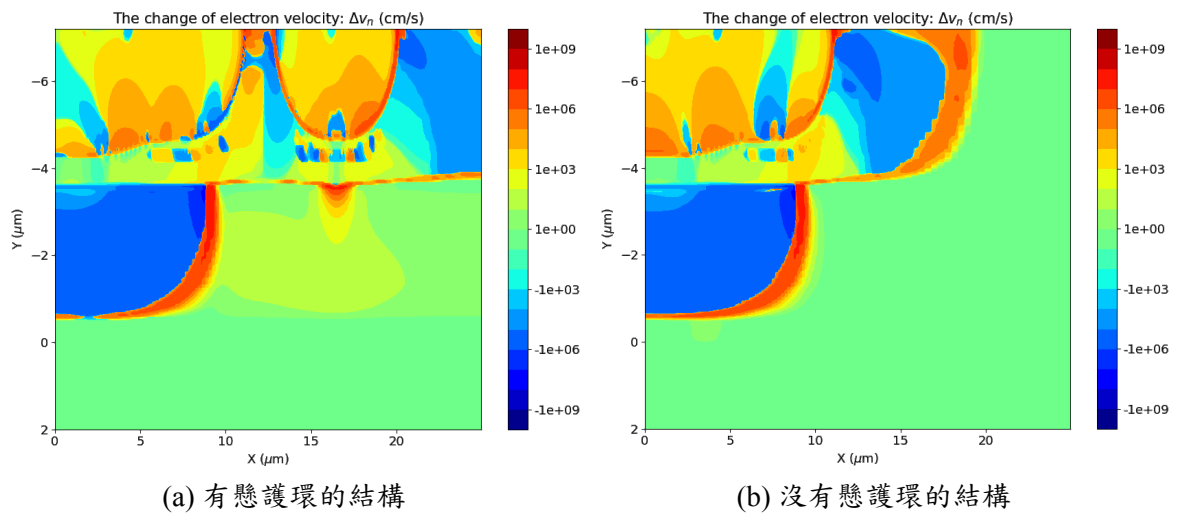 The change of electron velocity: Δvn (cm/s)
Y (μm)
−6
−4
−2
0
2
0
5
10
15
20
X (μm)
1e+09
1e+06
1e+03
1e+00
-1e+03
-1e+06
-1e+09
(a) 有懸護環的結構
The change of electron velocity: Δvn (cm/s)
Y (μm)
−6
−4
−2
0
2
0
5
10
15
20
X (μm)
1e+09
1e+06
1e+03
1e+00
-1e+03
-1e+06
-1e+09
(b) 沒有懸護環的結構